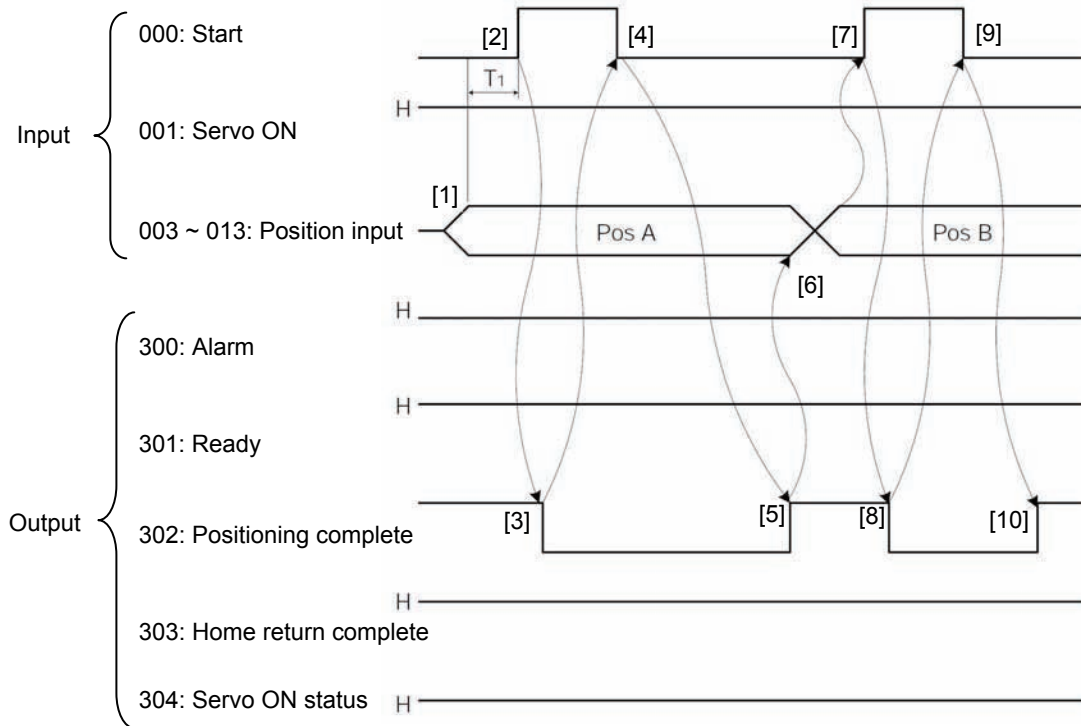 000: Start
[2]
[4]
[7]
[9]
T1
H
Input
001: Servo ON
[1]
003 ~ 013: Position input
Pos A
Pos B
[6]
H
300: Alarm
H
301: Ready
Output
[3]
[5]
[8]
[10]
302: Positioning complete
H
303: Home return complete
304: Servo ON status
H